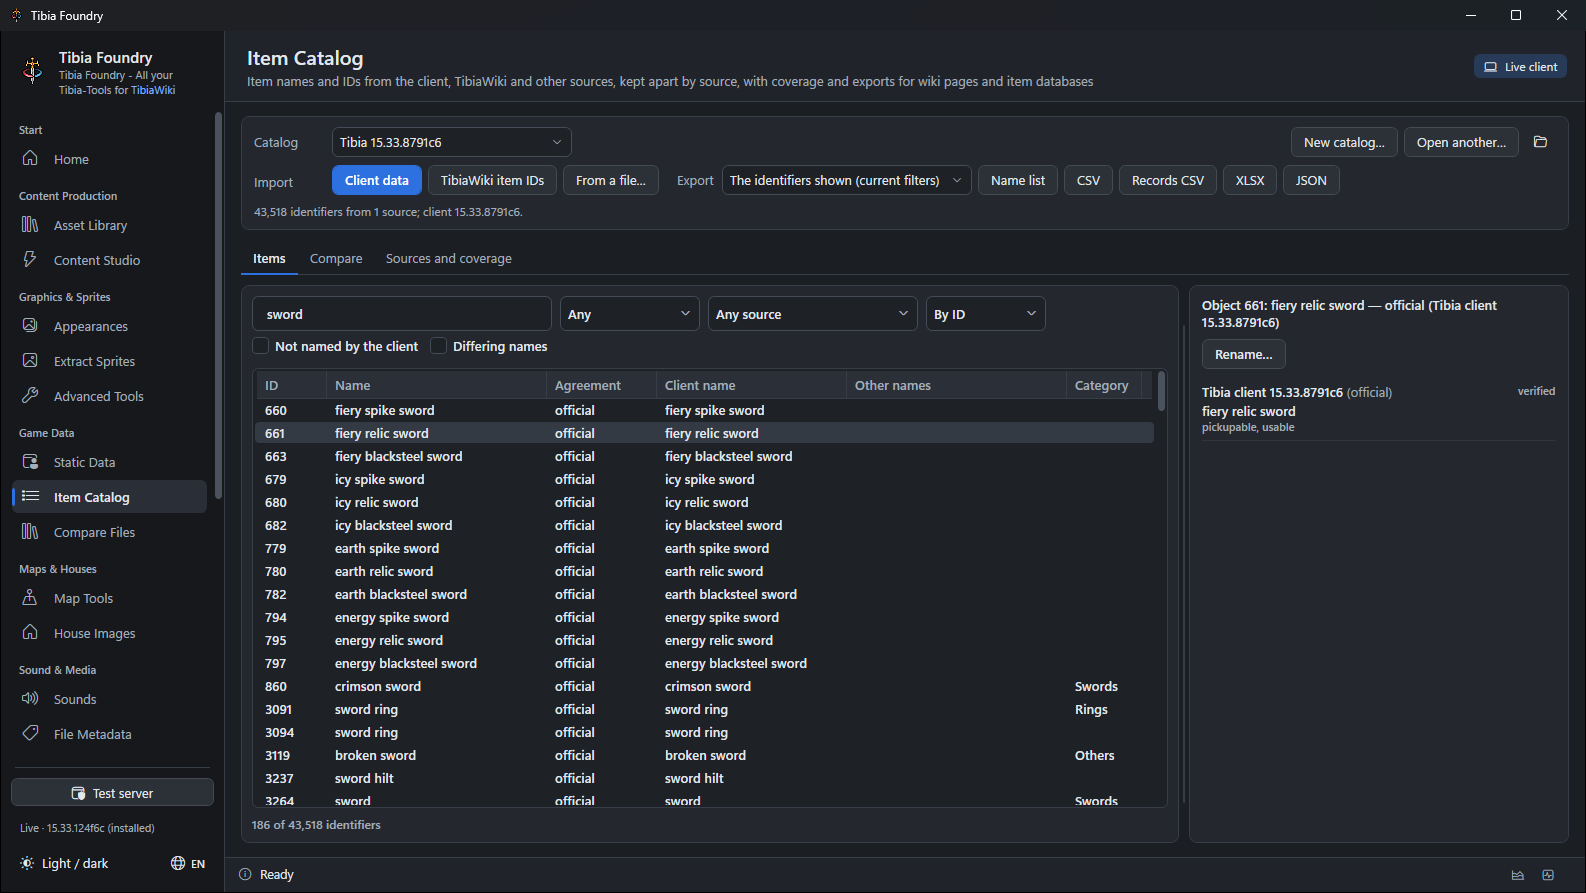 Tibia Foundry
Tibia Foundry
Tibia Foundry - All your
Tibia-Tools for TibiaWiki
Start
Home
Content Production
Asset Library
Content Studio
Graphics & Sprites
Appearances
Extract Sprites
Advanced Tools
Game Data
Static Data
Item Catalog
Compare Files
Maps & Houses
Map Tools
House Images
Sound & Media
Sounds
File Metadata
Test server
Live · 15.33.124f6c (installed)
Light / dark EN
Item Catalog
Item names and IDs from the client, TibiaWiki and other sources, kept apart by source, with coverage and exports for wiki pages and item databases
Live client
Catalog Tibia 15.33.8791c6 New catalog... Open another...
Import Client data TibiaWiki item IDs From a file... Export The identifiers shown (current filters) Name list CSV Records CSV XLSX JSON
43,518 identifiers from 1 source; client 15.33.8791c6.
Items Compare Sources and coverage
sword Any Any source By ID
Not named by the client Differing names
ID Name Agreement Client name Other names Category
660 fiery spike sword official fiery spike sword
661 fiery relic sword official fiery relic sword
663 fiery blacksteel sword official fiery blacksteel sword
679 icy spike sword official icy spike sword
680 icy relic sword official icy relic sword
682 icy blacksteel sword official icy blacksteel sword
779 earth spike sword official earth spike sword
780 earth relic sword official earth relic sword
782 earth blacksteel sword official earth blacksteel sword
794 energy spike sword official energy spike sword
795 energy relic sword official energy relic sword
797 energy blacksteel sword official energy blacksteel sword
860 crimson sword official crimson sword Swords
3091 sword ring official sword ring Rings
3094 sword ring official sword ring
3119 broken sword official broken sword Others
3237 sword hilt official sword hilt
3264 sword official sword Swords
186 of 43,518 identifiers
Object 661: fiery relic sword — official (Tibia client
15.33.8791c6)
Rename...
Tibia client 15.33.8791c6 (official) verified
fiery relic sword
pickupable, usable
Ready